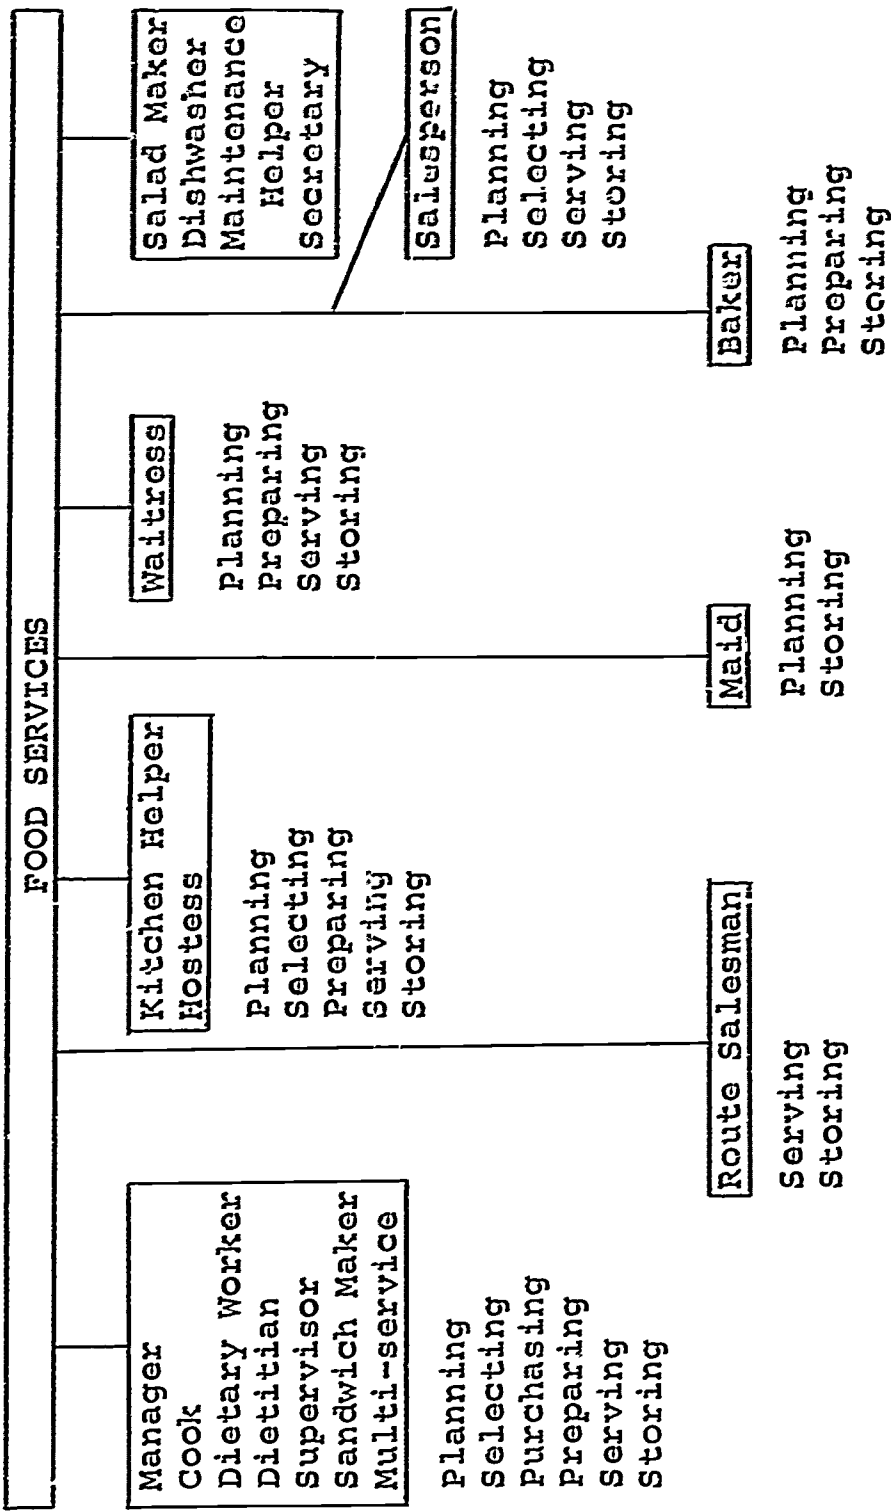 FOOD SERVICES
Manager
Cook
Dietary Worker
Dietitian
Supervisor
Sandwich Maker
Multi-service
Planning
Selecting
Purchasing
Preparing
Serving
Storing
Route Salesman
Serving
Storing
Kitchen Helper
Hostess
Planning
Selecting
Preparing
Serving
Storing
Maid
Planning
Storing
Waitress
Planning
Preparing
Serving
Storing
Baker
Planning
Preparing
Storing
Salad Maker
Dishwasher
Maintenance
Helper
Secretary
Salesperson
Planning
Selecting
Serving
Storing